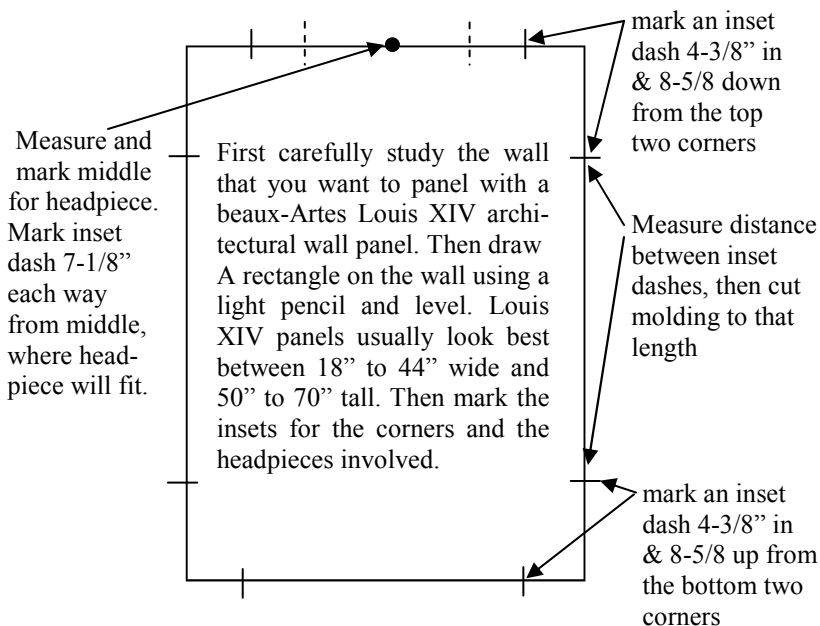 mark an inset
dash 4-3/8” in
& 8-5/8 down
from the top
two corners
Measure and
mark middle
for headpiece.
Mark inset
dash 7-1/8”
each way
from middle,
where head-
piece will fit.
First carefully study the wall
that you want to panel with a
beaux-Artes Louis XIV archi-
tectural wall panel. Then draw
A rectangle on the wall using a
light pencil and level. Louis
XIV panels usually look best
between 18” to 44” wide and
50” to 70” tall. Then mark the
insets for the corners and the
headpieces involved.
Measure distance
between inset
dashes, then cut
molding to that
length
mark an inset
dash 4-3/8” in
& 8-5/8 up from
the bottom two
corners